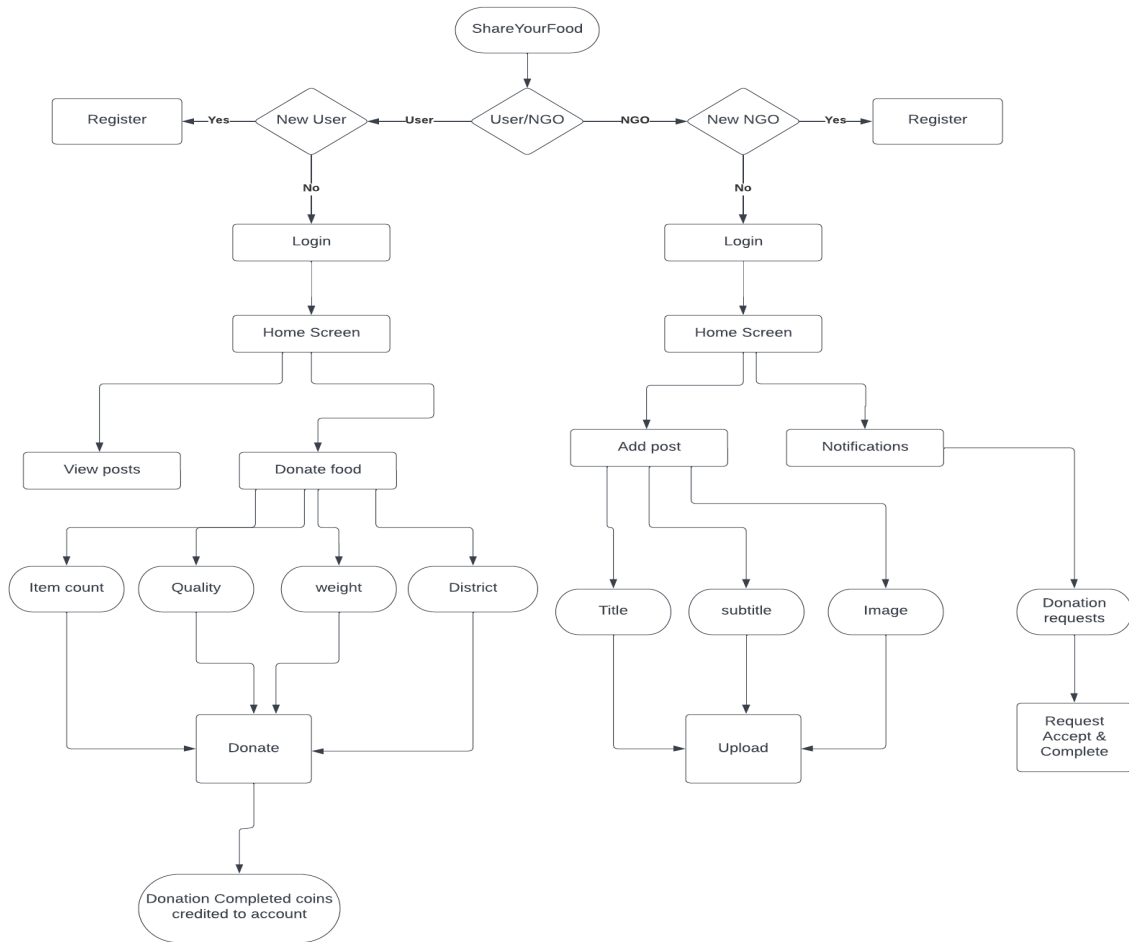 ShareYourFood
Register
Yes
New User
User
User/NGO
NGO
New NGO
Yes
Register
No
No
Login
Login
Home Screen
Home Screen
View posts
Donate food
Add post
Notifications
Item count
Quality
weight
District
Title
subtitle
Image
Donation
requests
Donate
Upload
Request
Accept &
Complete
Donation Completed coins
credited to account